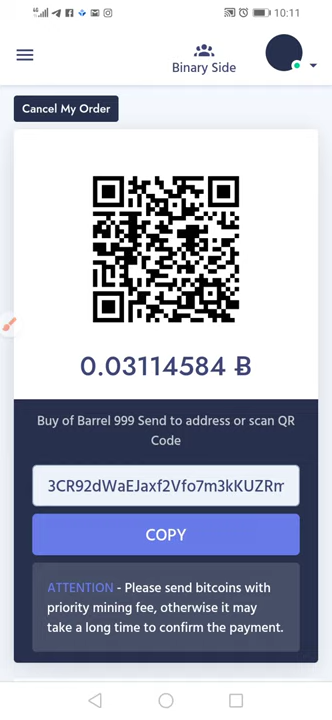 10:11
Binary Side
Cancel My Order
0.03114584 Ƀ
Buy of Barrel 999 Send to address or scan QR
Code
3CR92dWaEJaxf2Vfo7m3kKUZRm
COPY
ATTENTION - Please send bitcoins with
priority mining fee, otherwise it may
take a long time to confirm the payment.